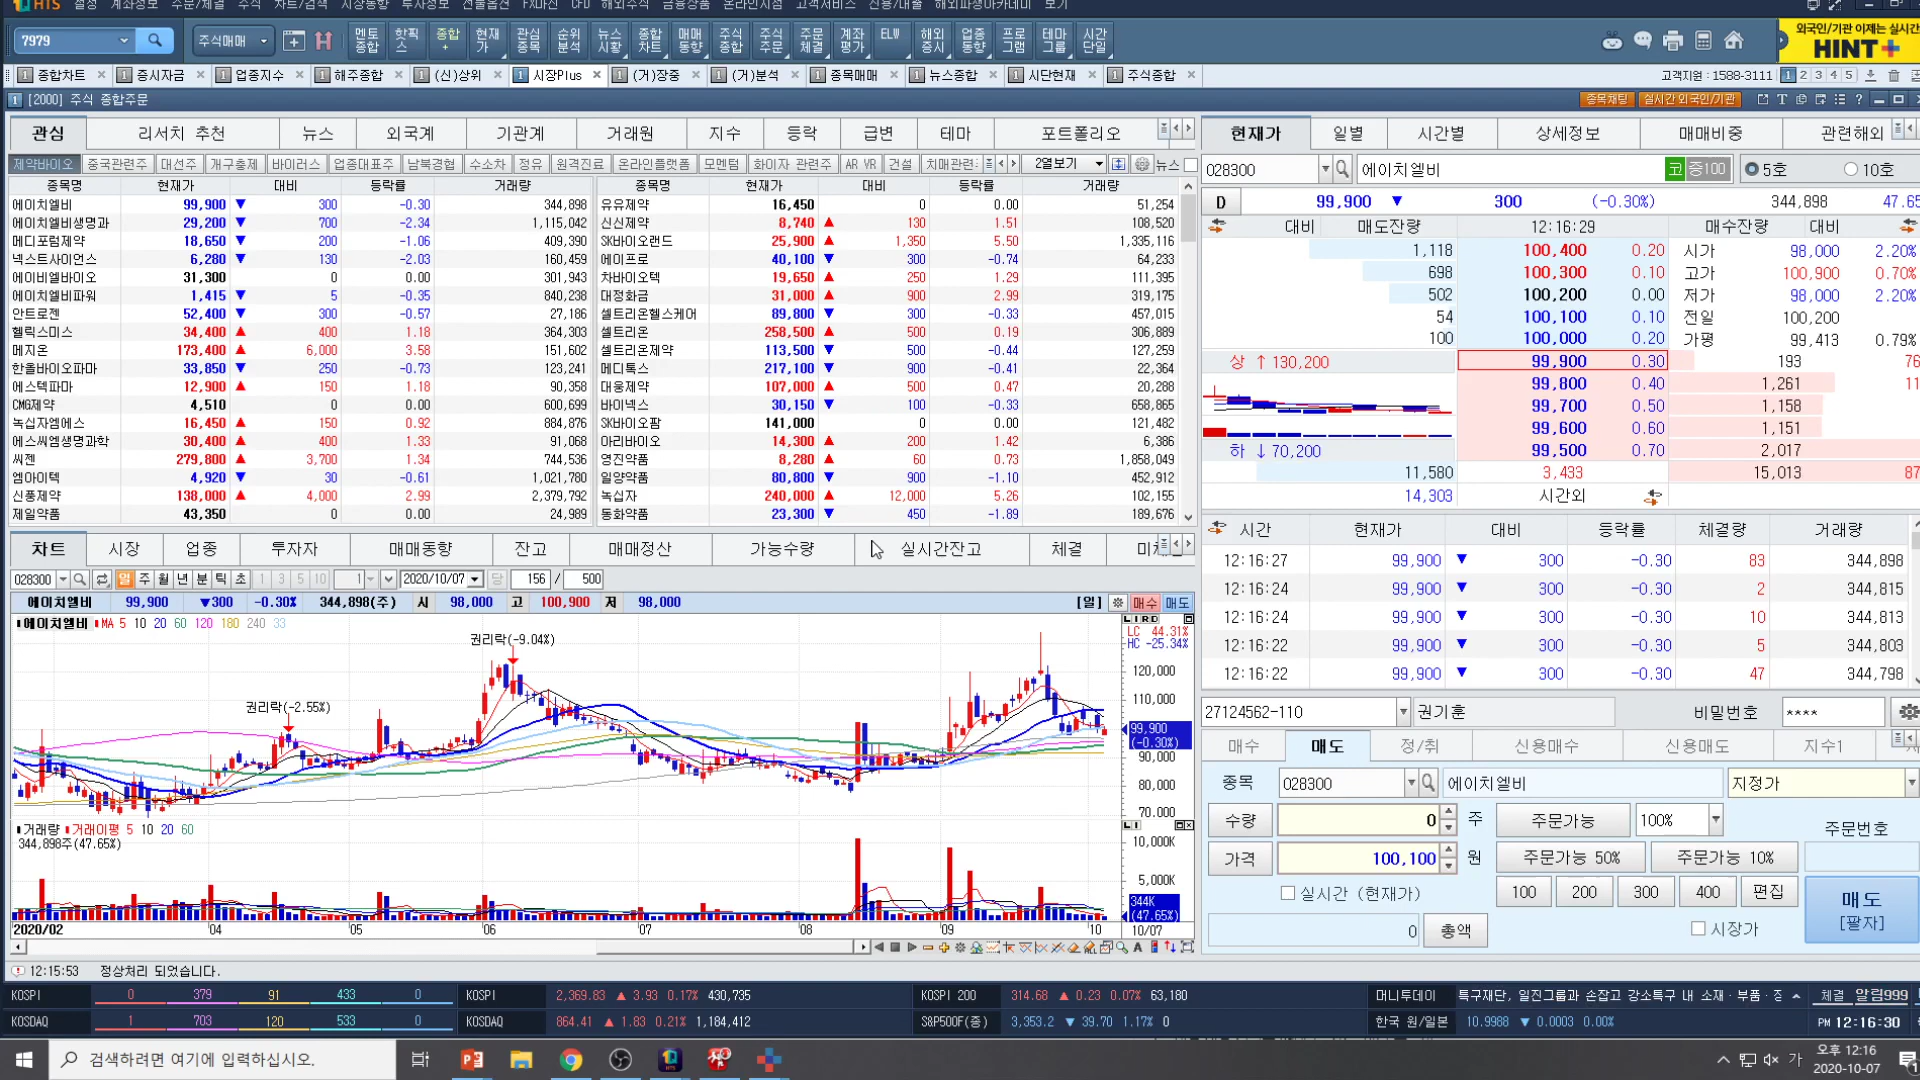 HTS 설정 계좌정보 주문/체결 주식 차트/검색 시장동향 투자정보 선물옵션 FX마진 CFD 해외주식 금융상품 온라인지점 고객서비스 신용/대출 해외파생아카데미 보기
7979 주식매매 멘토종합 핫픽스 종합+ 현재가 관심종목 순위분석 뉴스시황 종합차트 매매동향 주식종합 주식주문 주문체결 계좌평가 ELW 해외증시 업종동향 프로그램 테마그룹 시간단일
외국인/기관 이제는 실시간
HINT+
1 종합차트 1 증시자금 1 업종지수 1 해주종합 1 (신)상위 1 시장Plus 1 (거)장중 1 (거)분석 1 종목매매 1 뉴스종합 1 시단현재 1 주식종합 고객지원 : 1588-3111 1 2 3 4 5
1 [2000] 주식 종합주문 종목채팅 실시간 외국인/기관
관심 리서치 추천 뉴스 외국계 기관계 거래원 지수 등락 급변 테마 포트폴리오
제약바이오 중국관련주 대선주 개구충제 바이러스 업종대표주 남북경협 수소차 정유 원격진료 온라인플랫폼 모멘텀 화이자 관련주 AR VR 건설 치매관련 2열보기 뉴스
종목명 현재가 대비 등락률 거래량 종목명 현재가 대비 등락률 거래량
에이치엘비 99,900 ▼ 300 -0.30 344,898 유유제약 16,450 0 0.00 51,254
에이치엘비생명과 29,200 ▼ 700 -2.34 1,115,042 신신제약 8,740 ▲ 130 1.51 108,520
메디포럼제약 18,650 ▼ 200 -1.06 409,390 SK바이오랜드 25,900 ▲ 1,350 5.50 1,335,116
넥스트사이언스 6,280 ▼ 130 -2.03 160,459 에이프로 40,100 ▼ 300 -0.74 64,233
에이비엘바이오 31,300 0 0.00 301,943 차바이오텍 19,650 ▲ 250 1.29 111,395
에이치엘비파워 1,415 ▼ 5 -0.35 840,238 대정화금 31,000 ▲ 900 2.99 319,175
안트로젠 52,400 ▼ 300 -0.57 27,186 셀트리온헬스케어 89,800 ▼ 300 -0.33 457,015
헬릭스미스 34,400 ▲ 400 1.18 364,303 셀트리온 258,500 ▲ 500 0.19 306,889
메지온 173,400 ▲ 6,000 3.58 151,602 셀트리온제약 113,500 ▼ 500 -0.44 127,259
한올바이오파마 33,850 ▼ 250 -0.73 123,241 메디톡스 217,100 ▼ 900 -0.41 22,364
에스텍파마 12,900 ▲ 150 1.18 90,358 대웅제약 107,000 ▲ 500 0.47 20,288
CMG제약 4,510 0 0.00 600,699 바이넥스 30,150 ▼ 100 -0.33 658,865
녹십자엠에스 16,450 ▲ 150 0.92 884,876 SK바이오팜 141,000 0 0.00 121,482
에스씨엠생명과학 30,400 ▲ 400 1.33 91,068 아리바이오 14,300 ▲ 200 1.42 6,386
씨젠 279,800 ▲ 3,700 1.34 744,536 영진약품 8,280 ▲ 60 0.73 1,858,049
엠아이텍 4,920 ▼ 30 -0.61 1,021,780 일양약품 80,800 ▼ 900 -1.10 452,912
신풍제약 138,000 ▲ 4,000 2.99 2,379,792 녹십자 240,000 ▲ 12,000 5.26 102,155
제일약품 43,350 0 0.00 24,989 동화약품 23,300 ▼ 450 -1.89 189,676
차트 시장 업종 투자자 매매동향 잔고 매매정산 가능수량 실시간잔고 체결
028300 일 주 월 년 분 틱 초 1 3 5 10 1 2020/10/07 당 156 / 500
에이치엘비 99,900 ▼300 -0.30% 344,898(주) 시 98,000 고 100,900 저 98,000 [일] 매수 매도
에이치엘비 MA 5 10 20 60 120 180 240 33
LC 44.31%
HC -25.34%
권리락(-9.04%)
권리락(-2.55%)
120,000
110,000
99,900
(-0.30%)
90,000
80,000
70,000
거래량 거래이평 5 10 20 60
344,898주(47.65%)
10,000K
5,000K
344K
(47.65%)
2020/02 04 05 06 07 08 09 10 10/07
12:15:53 정상처리 되었습니다.
현재가 일별 시간별 상세정보 매매비중 관련해외
028300 에이치엘비 코 증100 5호 10호
D 99,900 ▼ 300 (-0.30%) 344,898 47.65
대비 매도잔량 12:16:29 매수잔량 대비
1,118 100,400 0.20 시가 98,000 2.20%
698 100,300 0.10 고가 100,900 0.70%
502 100,200 0.00 저가 98,000 2.20%
54 100,100 0.10 전일 100,200
100 100,000 0.20 가평 99,413 0.79%
상 ↑ 130,200 99,900 0.30 193 76
99,800 0.40 1,261 11
99,700 0.50 1,158
99,600 0.60 1,151
하 ↓ 70,200 99,500 0.70 2,017
11,580 3,433 15,013 87
14,303 시간외
시간 현재가 대비 등락률 체결량 거래량
12:16:27 99,900 ▼ 300 -0.30 83 344,898
12:16:24 99,900 ▼ 300 -0.30 2 344,815
12:16:24 99,900 ▼ 300 -0.30 10 344,813
12:16:22 99,900 ▼ 300 -0.30 5 344,803
12:16:22 99,900 ▼ 300 -0.30 47 344,798
27124562-110 권기훈 비밀번호 ****
매수 매도 정/취 신용매수 신용매도 지수1
종목 028300 에이치엘비 지정가
수량 0 주 주문가능 100% 주문번호
가격 100,100 원 주문가능 50% 주문가능 10%
실시간 (현재가) 100 200 300 400 편집
0 총액 시장가
매도
[팔자]
KOSPI 0 379 91 433 0 KOSPI 2,369.83 ▲ 3.93 0.17% 430,735 KOSPI 200 314.68 ▲ 0.23 0.07% 63,180 머니투데이 특구재단, 일진그룹과 손잡고 강소특구 내 소재·부품·장 체결 알림999
KOSDAQ 1 703 120 533 0 KOSDAQ 864.41 ▲ 1.83 0.21% 1,184,412 S&P500F(종) 3,353.2 ▼ 39.70 1.17% 0 한국 원/일본 10.9988 ▼ 0.0003 0.00% PM 12:16:30
검색하려면 여기에 입력하십시오. 가 오후 12:16
2020-10-07